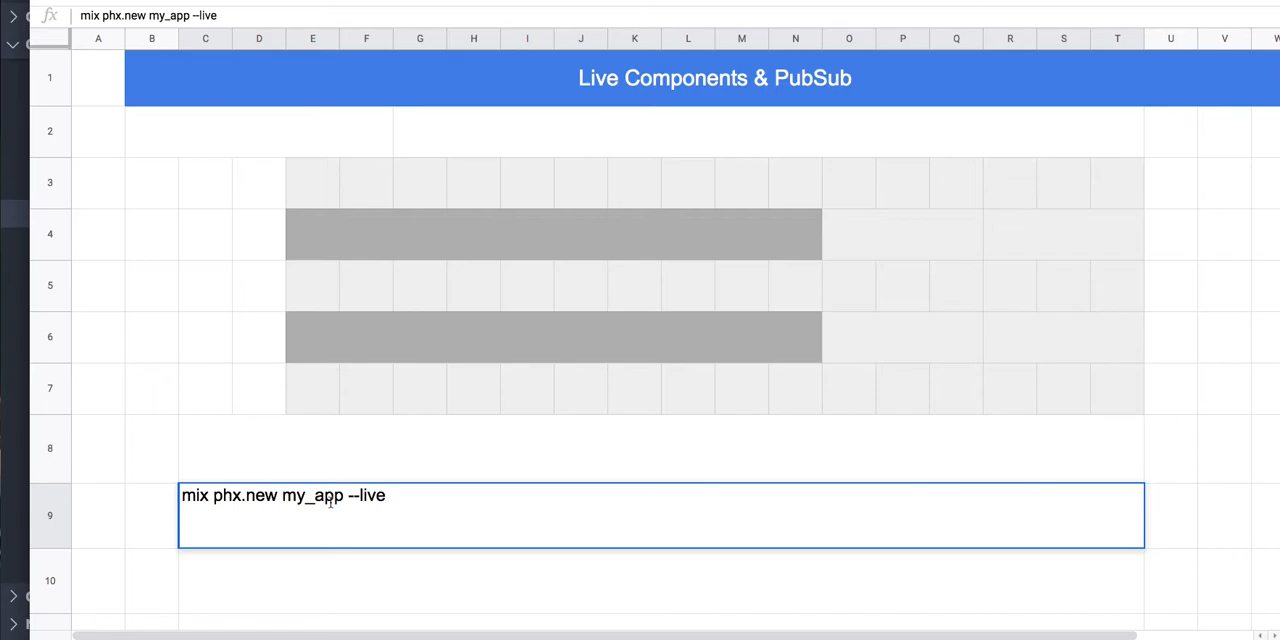 fx mix phx.new my_app --live
A B C D E F G H I J K L M N O P Q R S T U V
1 Live Components & PubSub
2
3
4
5
6
7
8
9 mix phx.new my_app --live
10